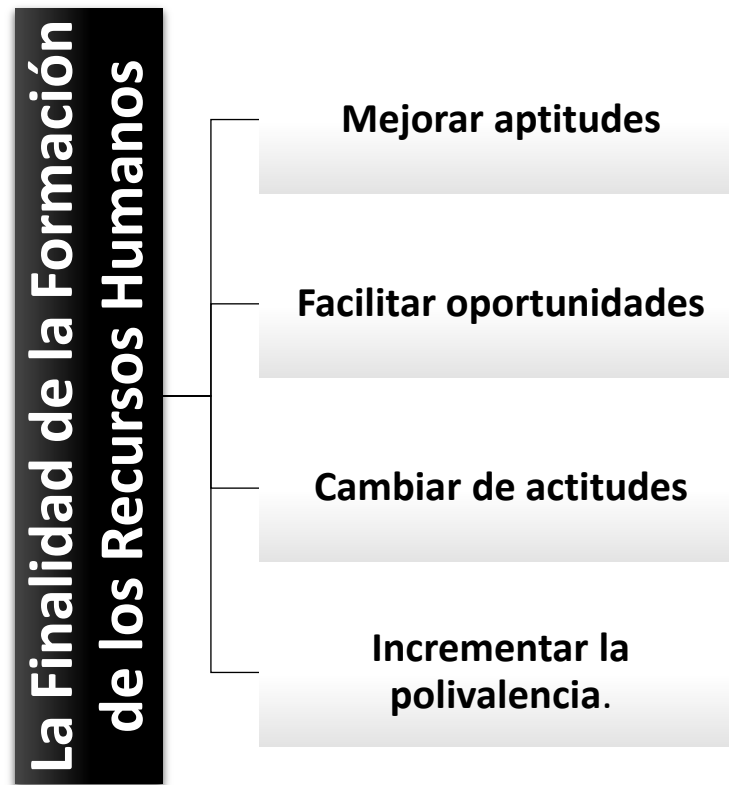 La Finalidad de la Formación
de los Recursos Humanos
Mejorar aptitudes
Facilitar oportunidades
Cambiar de actitudes
Incrementar la
polivalencia.